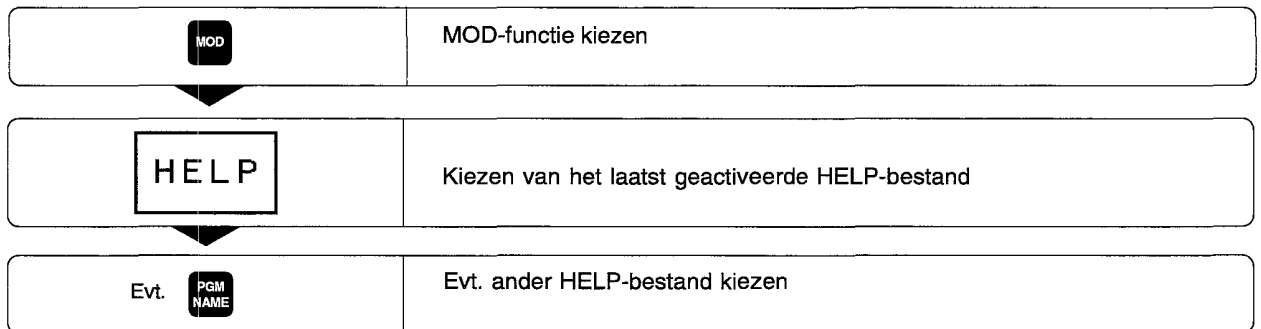 MOD
MOD-functie kiezen
HELP
Kiezen van het laatst geactiveerde HELP-bestand
Evt.
PGM
NAME
Evt. ander HELP-bestand kiezen